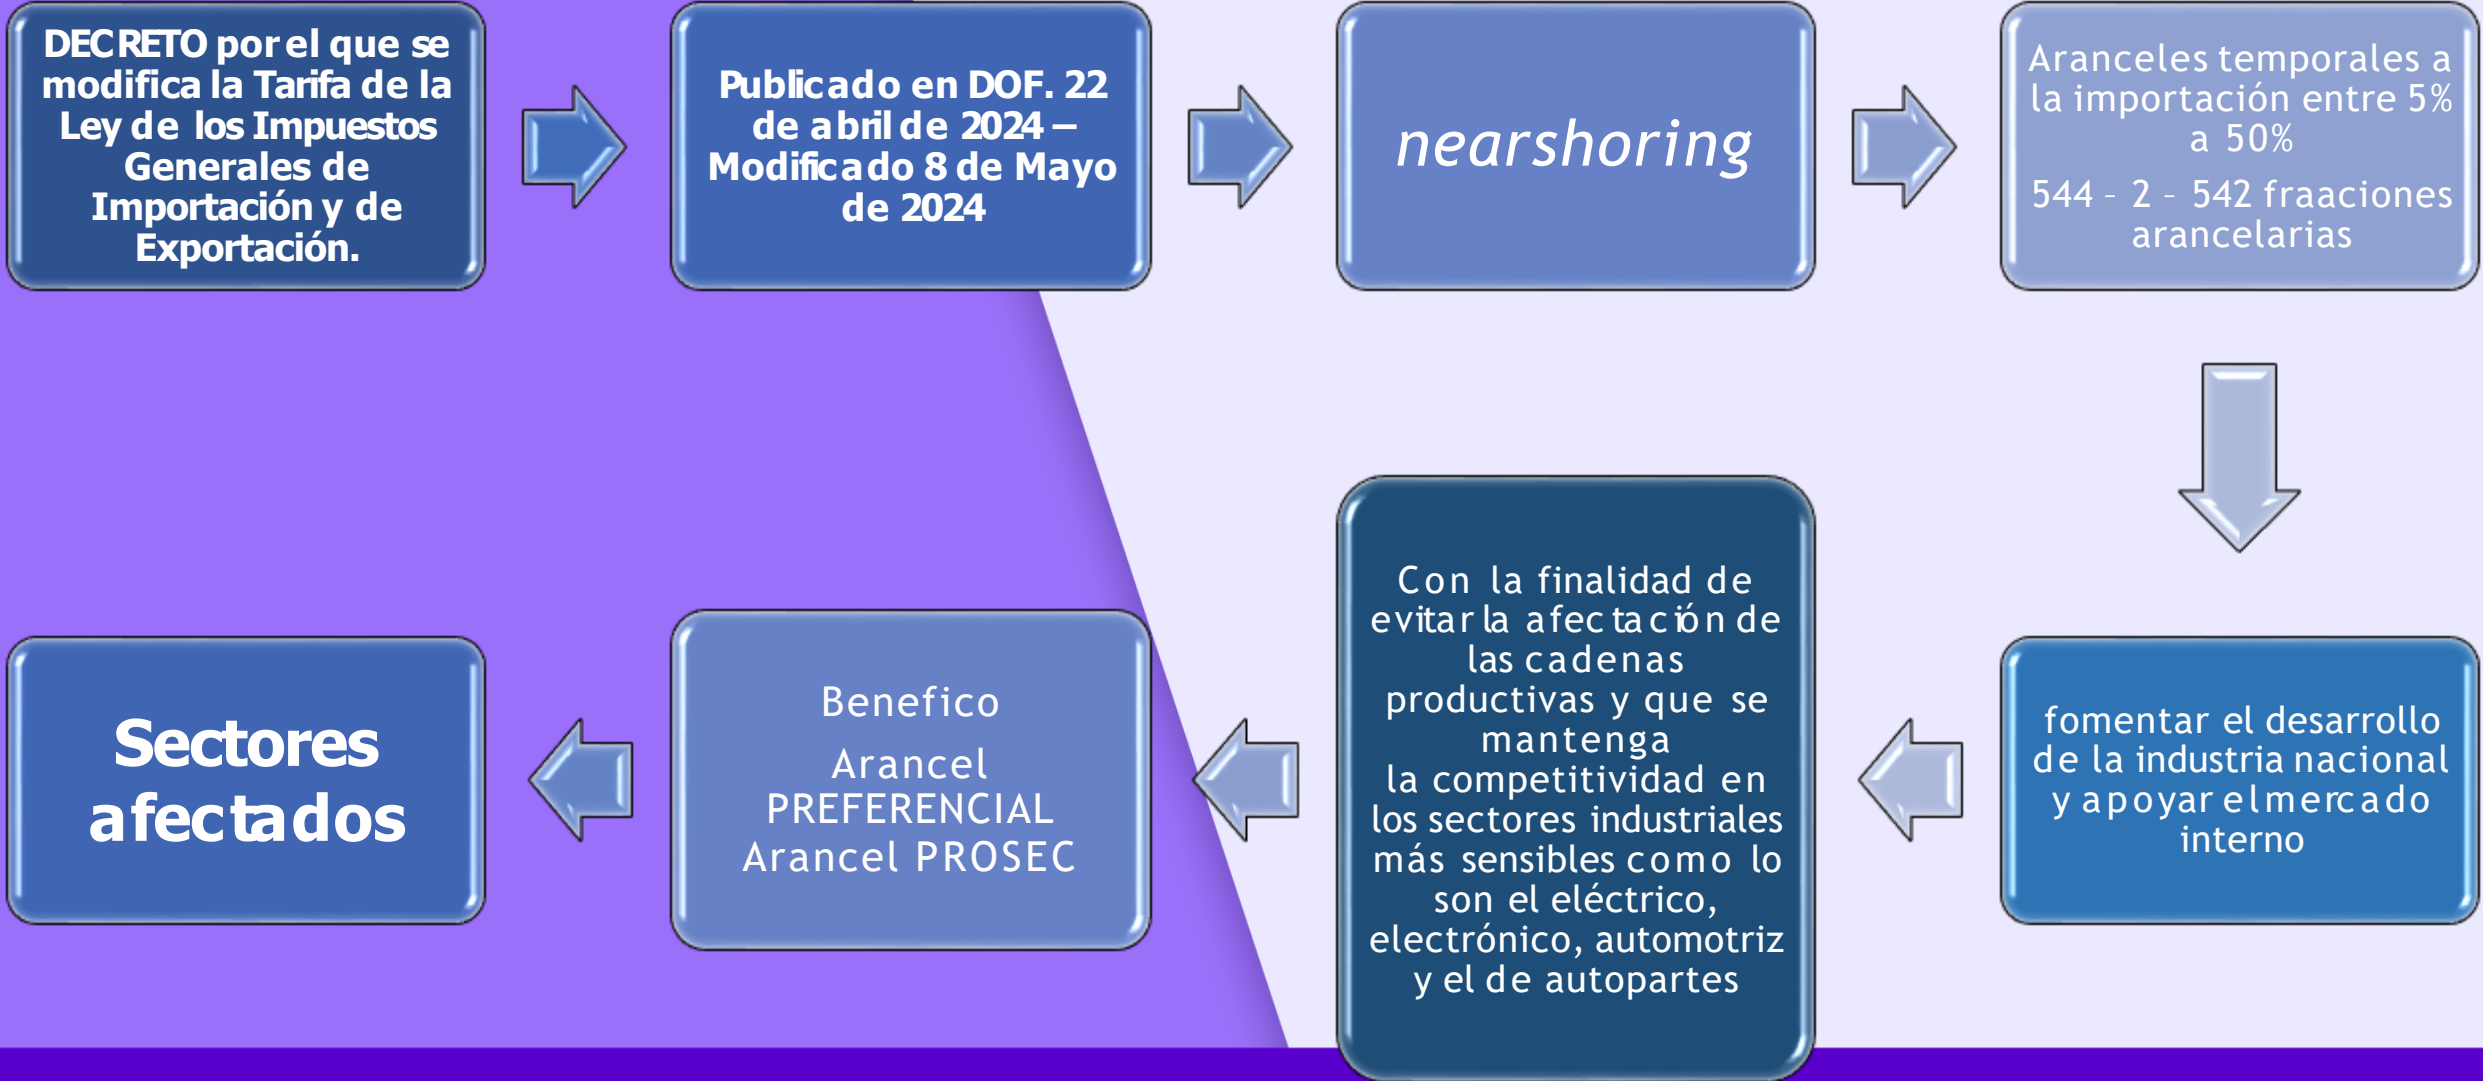 DECRETO por el que se
modifica la Tarifa de la
Ley de los Impuestos
Generales de
Importación y de
Exportación.
Publicado en DOF. 22
de abril de 2024 –
Modificado 8 de Mayo
de 2024
nearshoring
Aranceles temporales a
la importación entre 5%
a 50%
544 - 2 - 542 fraaciones
arancelarias
fomentar el desarrollo
de la industria nacional
y apoyar el mercado
interno
Con la finalidad de
evitar la afectación de
las cadenas
productivas y que se
mantenga
la competitividad en
los sectores industriales
más sensibles como lo
son el eléctrico,
electrónico, automotriz
y el de autopartes
Benefico
Arancel
PREFERENCIAL
Arancel PROSEC
Sectores
afectados